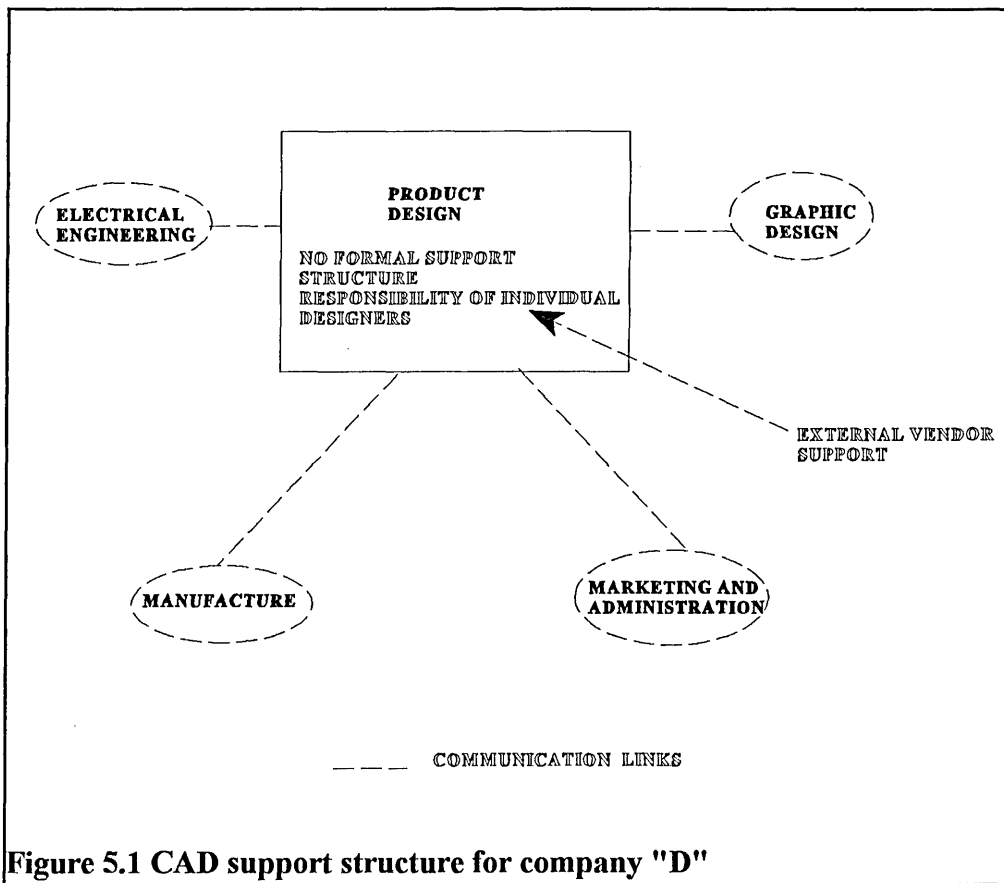 PRODUCT
DESIGN
ELECTRICAL
ENGINEERING
GRAPHIC
DESIGN
NO FORMAL SUPPORT
STRUCTURE
RESPONSIBILITY OF INDIVIDUAL
DESIGNERS
EXTERNAL VENDOR
SUPPORT
MANUFACTURE
MARKETING AND
ADMINISTRATION
COMMUNICATION LINKS
Figure 5.1 CAD support structure for company "D"